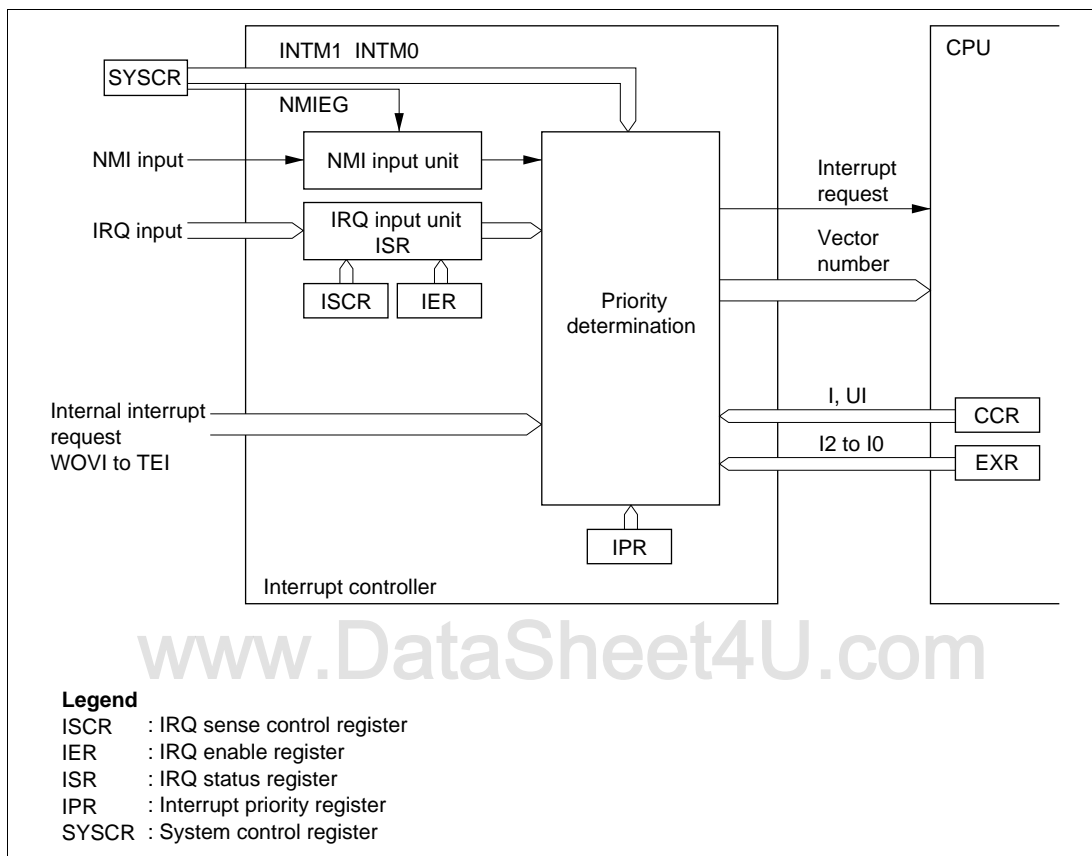 INTM1 INTM0
CPU
SYSCR
NMIEG
NMI input
NMI input unit
Interrupt
request
IRQ input
IRQ input unit
ISR
Vector
number
ISCR
IER
Priority
determination
Internal interrupt
request
WOVI to TEI
I, UI
CCR
I2 to I0
EXR
IPR
Interrupt controller
www.DataSheet4U.com
Legend
ISCR : IRQ sense control register
IER : IRQ enable register
ISR : IRQ status register
IPR : Interrupt priority register
SYSCR : System control register